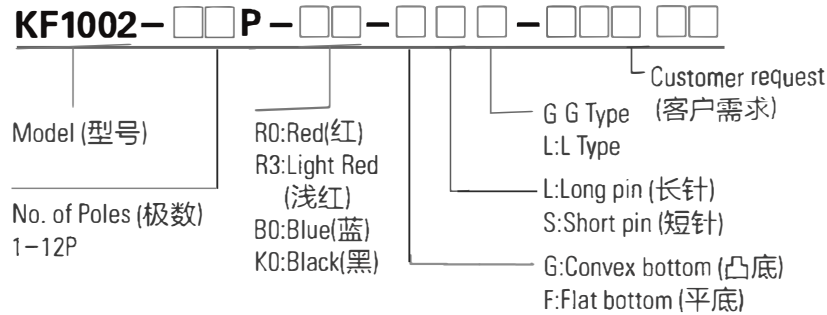 KF1002-□□P-□□-□□□-□□□ □□
Customer request
(客户需求)
G G Type
L:L Type
Model (型号)
R0:Red(红)
R3:Light Red
(浅红)
B0:Blue(蓝)
K0:Black(黑)
L:Long pin (长针)
S:Short pin (短针)
No. of Poles (极数)
1-12P
G:Convex bottom (凸底)
F:Flat bottom (平底)